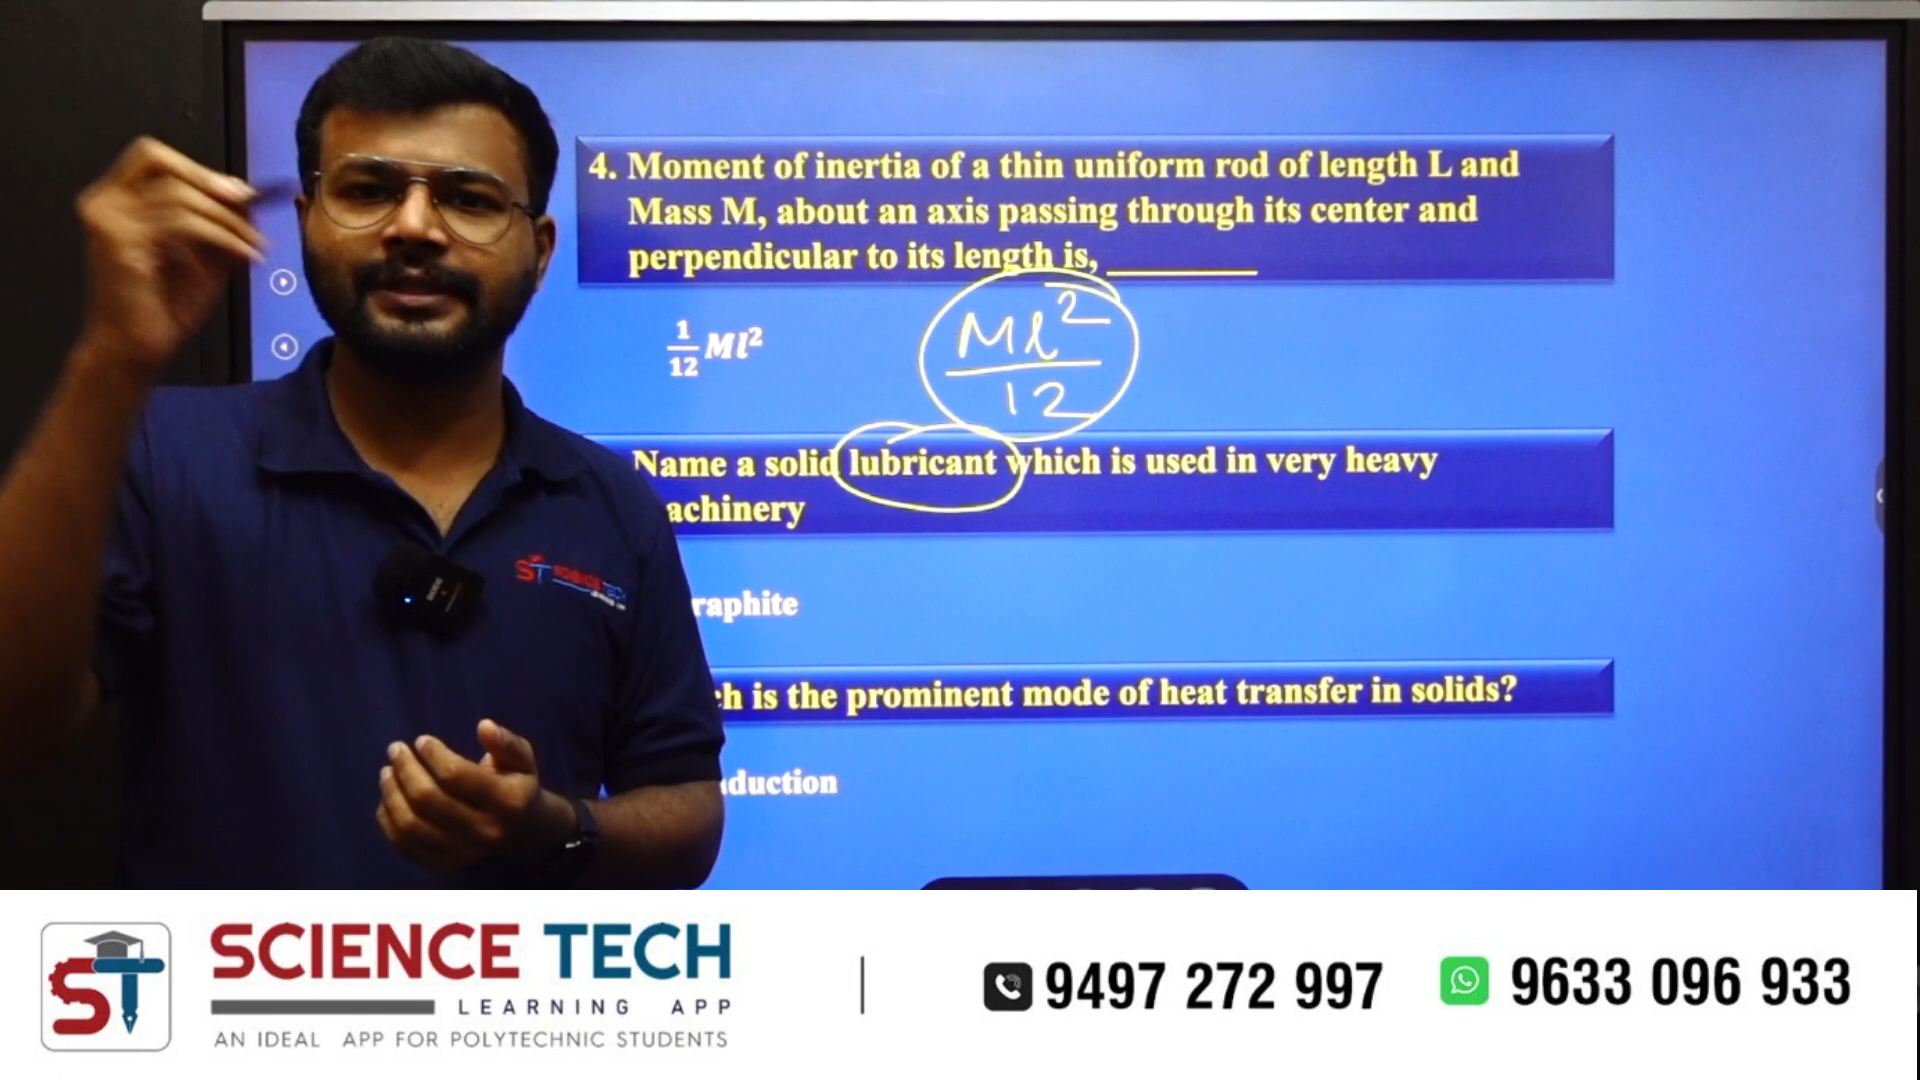 4. Moment of inertia of a thin uniform rod of length L and
Mass M, about an axis passing through its center and
perpendicular to its length is, ________
1/12 Ml²
Ml²/12
Name a solid lubricant which is used in very heavy
achinery
raphite
ch is the prominent mode of heat transfer in solids?
duction
ST
ST
SCIENCE TECH
LEARNING APP
AN IDEAL APP FOR POLYTECHNIC STUDENTS
9497 272 997
9633 096 933